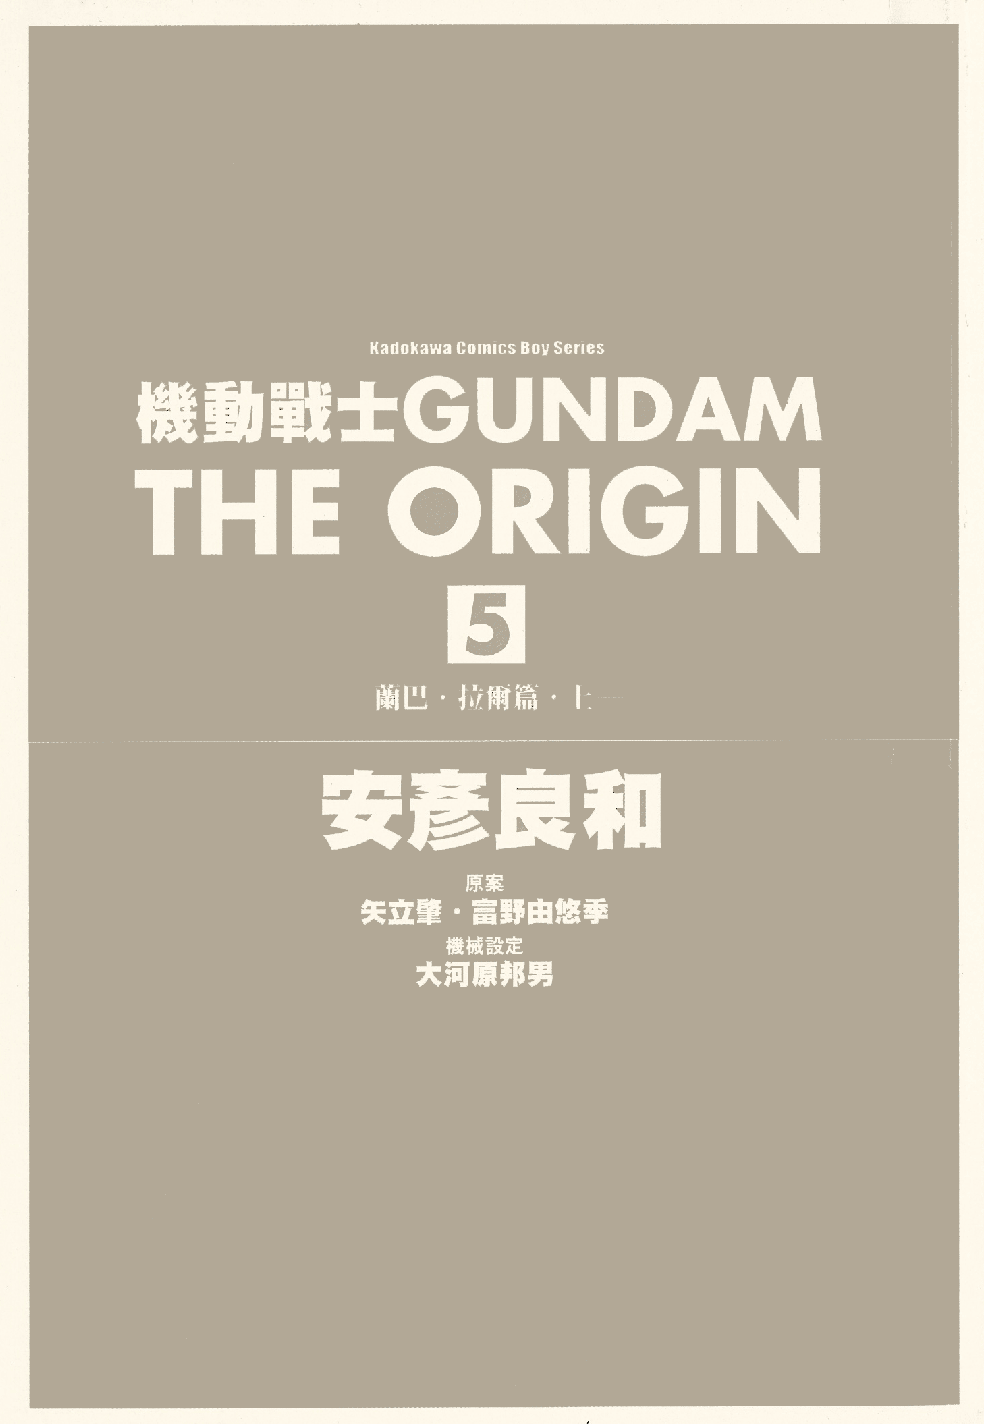 Kadokawa Comics Boy Series
機動戰士GUNDAM
THE ORIGIN
5
蘭巴・拉爾篇・上
安彥良和
原案
矢立肇・富野由悠季
機械設定
大河原邦男